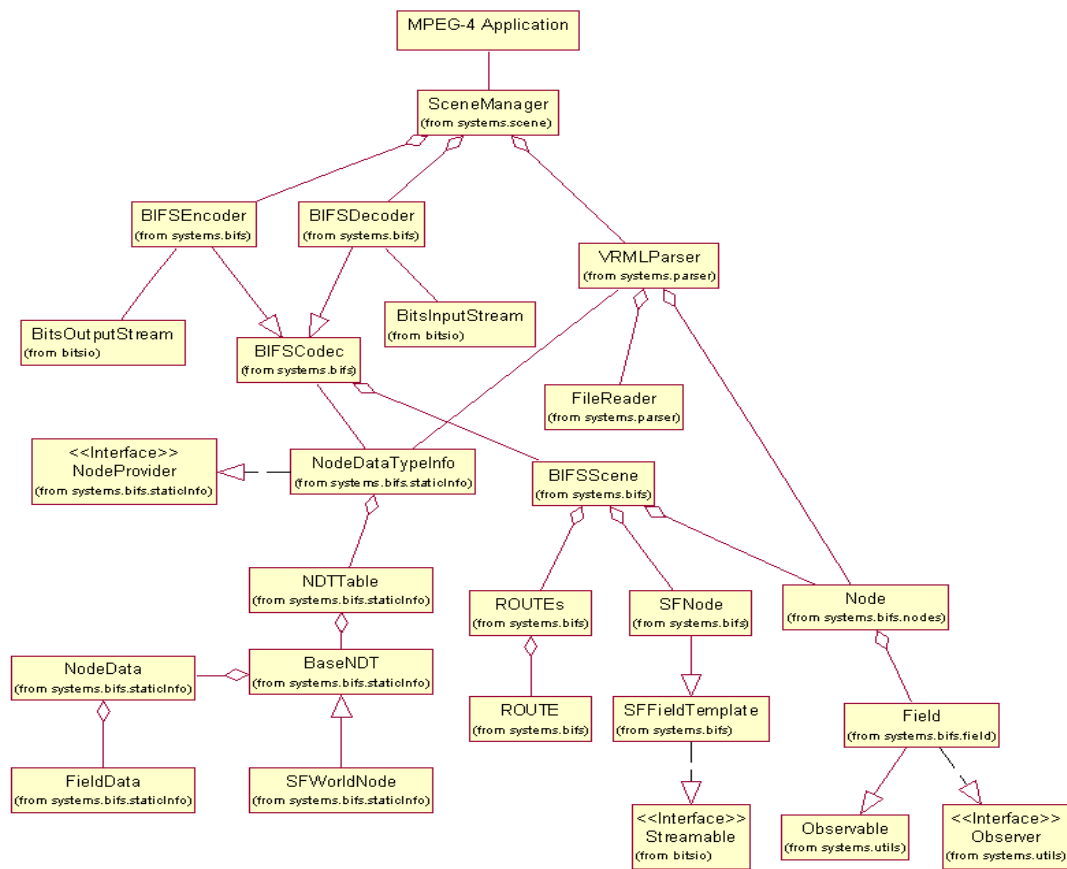 MPEG-4 Application
SceneManager
(from systems.scene)
BIFSEncoder
(from systems.bifs)
BIFSDecoder
(from systems.bifs)
VRMLParser
(from systems.parser)
BitsOutputStream
(from bitsio)
BitsInputStream
(from bitsio)
BIFSCodec
(from systems.bifs)
FileReader
(from systems.parser)
<<Interface>>
NodeProvider
(from systems.bifs.staticInfo)
NodeDataTypeInfo
(from systems.bifs.staticInfo)
BIFSScene
(from systems.bifs)
NDTTable
(from systems.bifs.staticInfo)
ROUTEs
(from systems.bifs)
SFNode
(from systems.bifs)
Node
(from systems.bifs.nodes)
NodeData
(from systems.bifs.staticInfo)
BaseNDT
(from systems.bifs.staticInfo)
ROUTE
(from systems.bifs)
SFFieldTemplate
(from systems.bifs)
Field
(from systems.bifs.field)
FieldData
(from systems.bifs.staticInfo)
SFWorldNode
(from systems.bifs.staticInfo)
<<Interface>>
Streamable
(from bitsio)
Observable
(from systems.utils)
<<Interface>>
Observer
(from systems.utils)